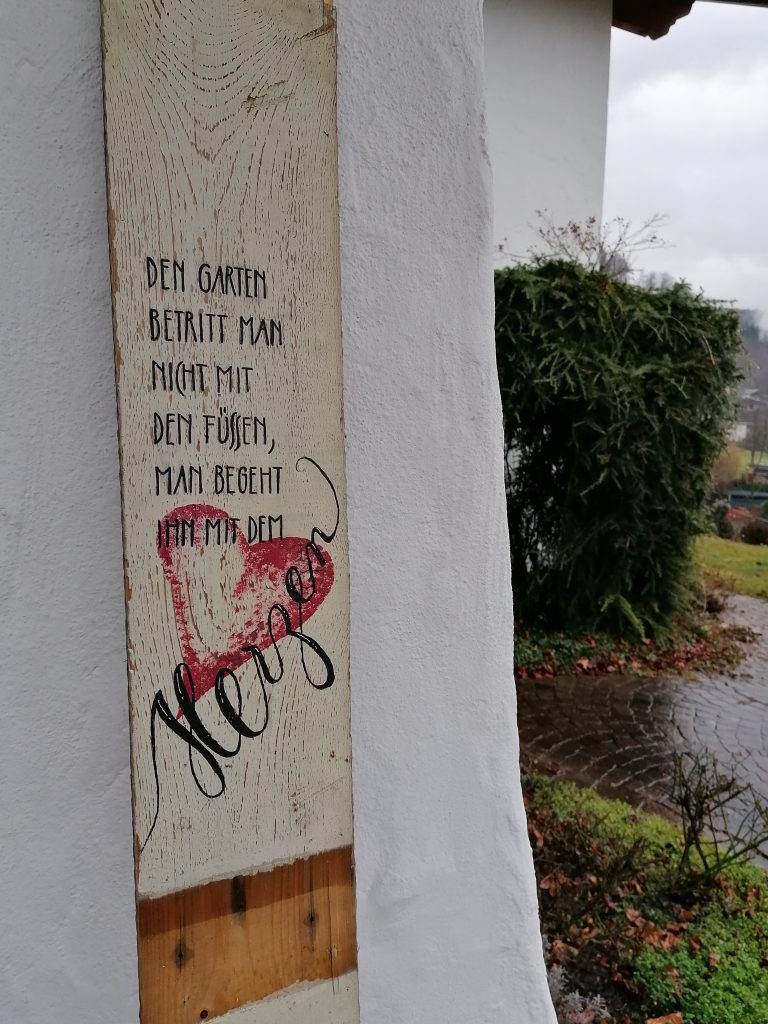 DEN GARTEN
BETRITT MAN
NICHT MIT
DEN FÜSSEN,
MAN BEGEHT
IHN MIT DEM
Herzen